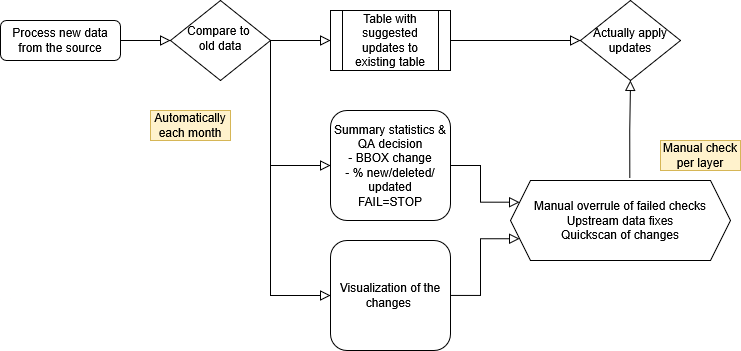 Process new data
from the source
Compare to
old data
Table with
suggested
updates to
existing table
Actually apply
updates
Automatically
each month
Summary statistics &
QA decision
- BBOX change
- % new/deleted/
updated
FAIL=STOP
Manual check
per layer
Manual overrule of failed checks
Upstream data fixes
Quickscan of changes
Visualization of the
changes